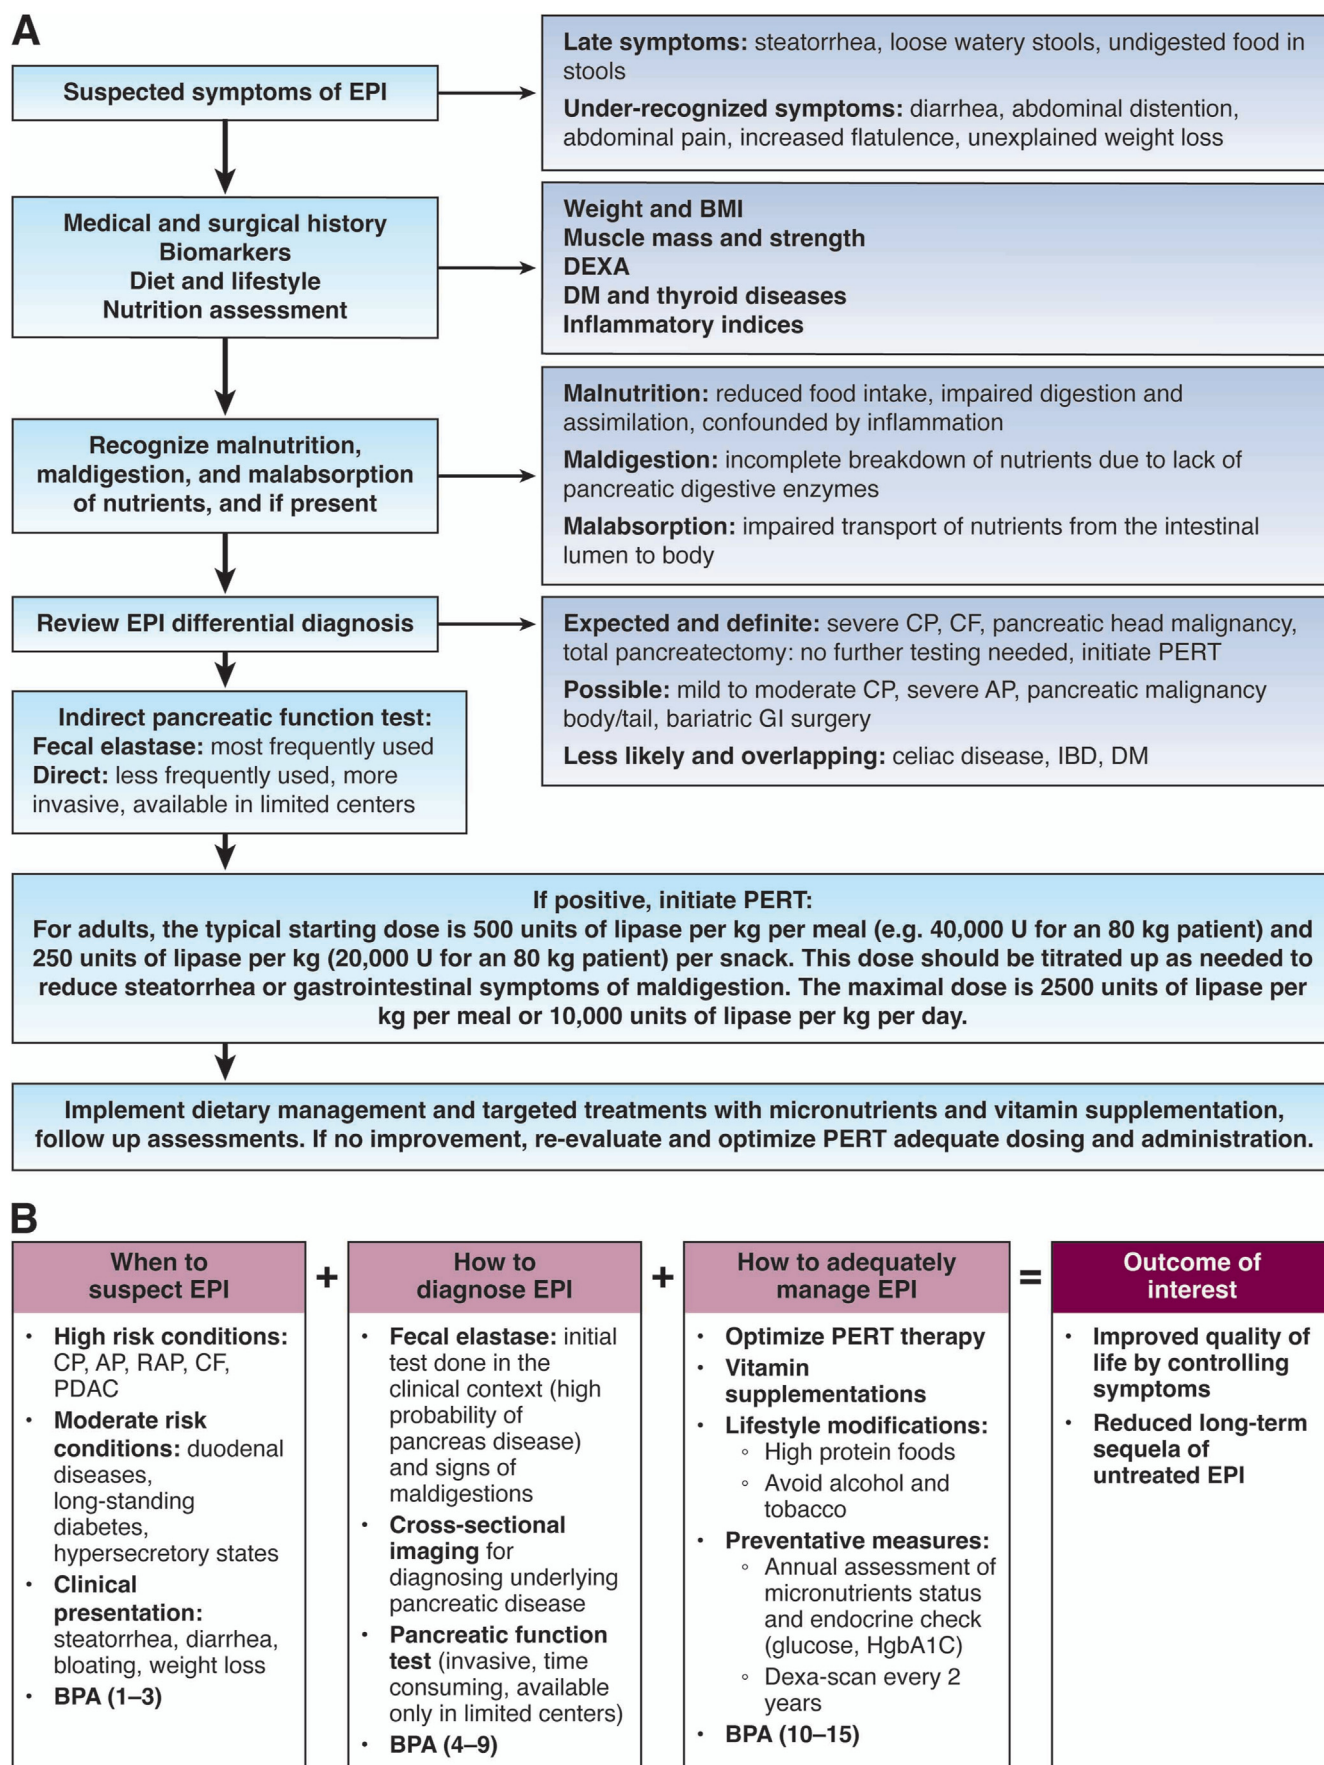 A
Suspected symptoms of EPI
Late symptoms: steatorrhea, loose watery stools, undigested food in
stools
Under-recognized symptoms: diarrhea, abdominal distention,
abdominal pain, increased flatulence, unexplained weight loss
Medical and surgical history
Biomarkers
Diet and lifestyle
Nutrition assessment
Weight and BMI
Muscle mass and strength
DEXA
DM and thyroid diseases
Inflammatory indices
Recognize malnutrition,
maldigestion, and malabsorption
of nutrients, and if present
Malnutrition: reduced food intake, impaired digestion and
assimilation, confounded by inflammation
Maldigestion: incomplete breakdown of nutrients due to lack of
pancreatic digestive enzymes
Malabsorption: impaired transport of nutrients from the intestinal
lumen to body
Review EPI differential diagnosis
Expected and definite: severe CP, CF, pancreatic head malignancy,
total pancreatectomy: no further testing needed, initiate PERT
Possible: mild to moderate CP, severe AP, pancreatic malignancy
body/tail, bariatric GI surgery
Less likely and overlapping: celiac disease, IBD, DM
Indirect pancreatic function test:
Fecal elastase: most frequently used
Direct: less frequently used, more
invasive, available in limited centers
If positive, initiate PERT:
For adults, the typical starting dose is 500 units of lipase per kg per meal (e.g. 40,000 U for an 80 kg patient) and
250 units of lipase per kg (20,000 U for an 80 kg patient) per snack. This dose should be titrated up as needed to
reduce steatorrhea or gastrointestinal symptoms of maldigestion. The maximal dose is 2500 units of lipase per
kg per meal or 10,000 units of lipase per kg per day.
Implement dietary management and targeted treatments with micronutrients and vitamin supplementation,
follow up assessments. If no improvement, re-evaluate and optimize PERT adequate dosing and administration.
B
When to
suspect EPI
• High risk conditions:
CP, AP, RAP, CF,
PDAC
• Moderate risk
conditions: duodenal
diseases,
long-standing
diabetes,
hypersecretory states
• Clinical
presentation:
steatorrhea, diarrhea,
bloating, weight loss
• BPA (1–3)
+
How to
diagnose EPI
• Fecal elastase: initial
test done in the
clinical context (high
probability of
pancreas disease)
and signs of
maldigestions
• Cross-sectional
imaging for
diagnosing underlying
pancreatic disease
• Pancreatic function
test (invasive, time
consuming, available
only in limited centers)
• BPA (4–9)
+
How to adequately
manage EPI
• Optimize PERT therapy
• Vitamin
supplementations
• Lifestyle modifications:
◦ High protein foods
◦ Avoid alcohol and
tobacco
• Preventative measures:
◦ Annual assessment of
micronutrients status
and endocrine check
(glucose, HgbA1C)
◦ Dexa-scan every 2
years
• BPA (10–15)
=
Outcome of
interest
• Improved quality of
life by controlling
symptoms
• Reduced long-term
sequela of
untreated EPI